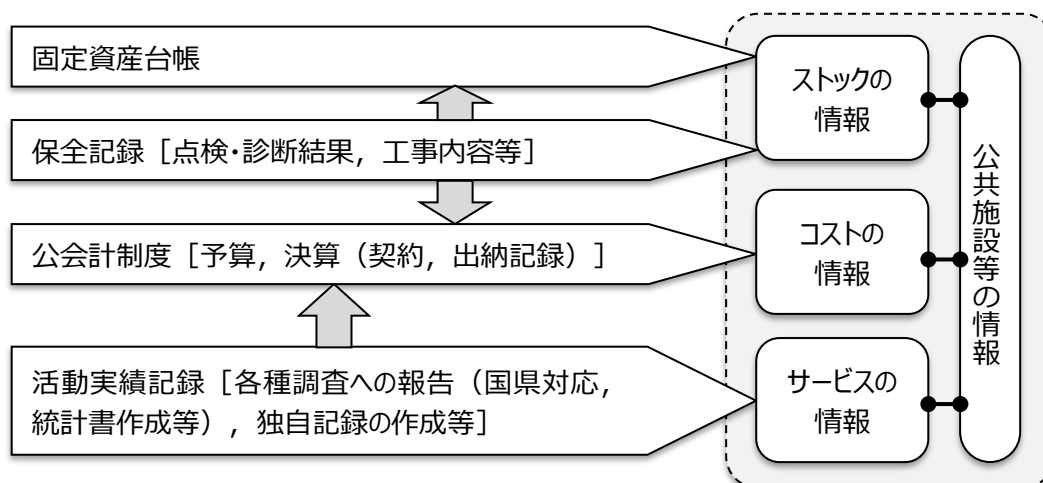 固定資産台帳
保全記録［点検・診断結果，工事内容等］
公会計制度［予算，決算（契約，出納記録）］
活動実績記録［各種調査への報告（国県対応，
統計書作成等），独自記録の作成等］
ストックの
情報
コストの
情報
サービスの
情報
公共施設等の情報